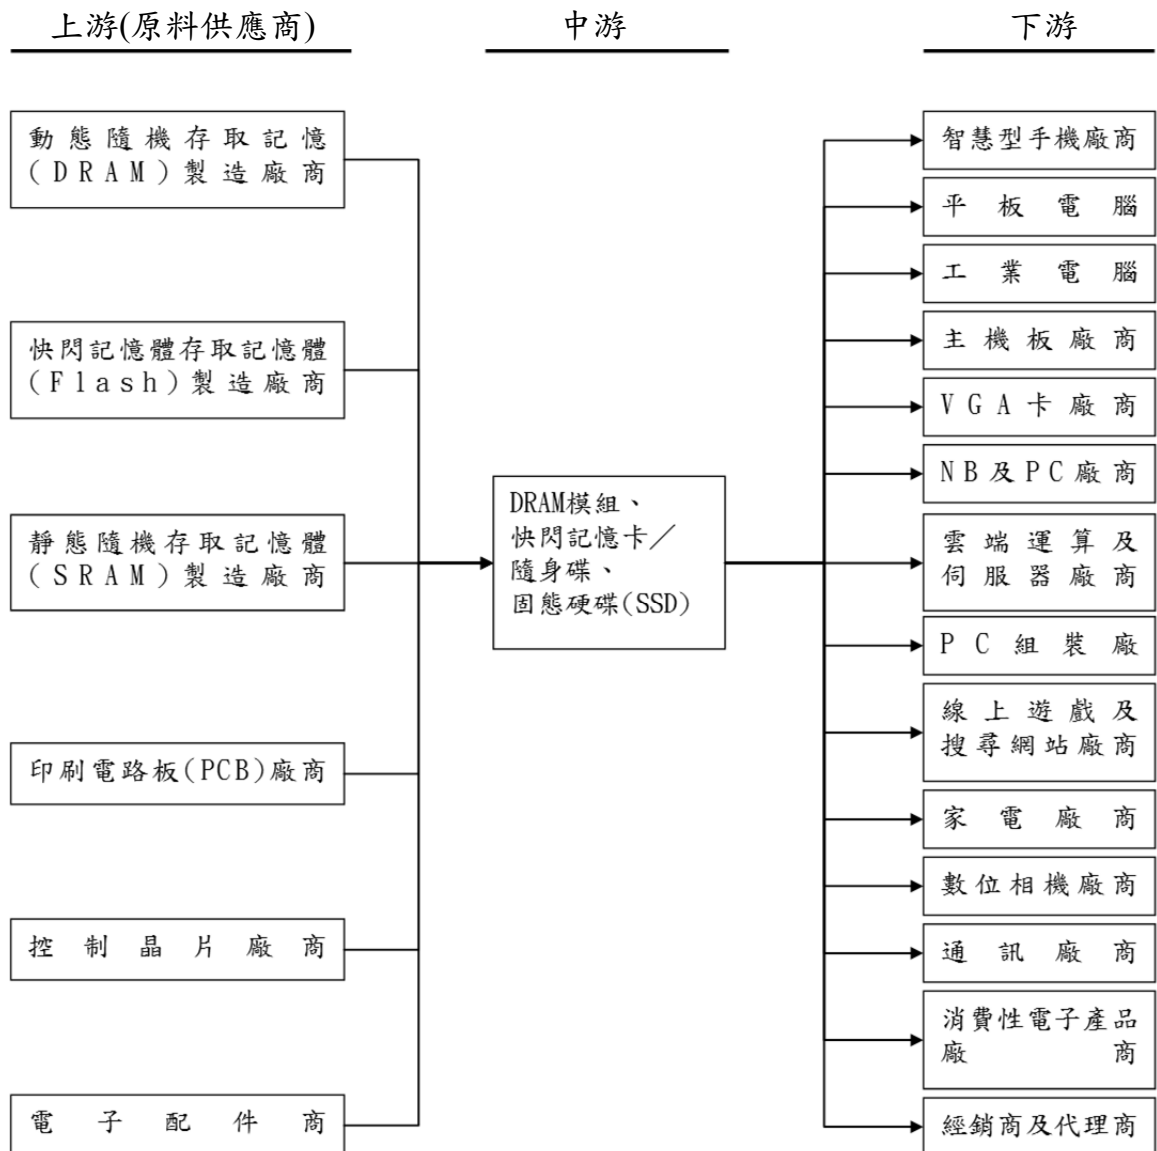 上游(原料供應商)
中游
下游
動態隨機存取記憶
(DRAM)製造廠商
快閃記憶體存取記憶體
(Flash)製造廠商
靜態隨機存取記憶體
(SRAM)製造廠商
印刷電路板(PCB)廠商
控制晶片廠商
電子配件商
DRAM模組、
快閃記憶卡／
隨身碟、
固態硬碟(SSD)
智慧型手機廠商
平板電腦
工業電腦
主機板廠商
VGA卡廠商
NB及PC廠商
雲端運算及
伺服器廠商
PC組裝廠
線上遊戲及
搜尋網站廠商
家電廠商
數位相機廠商
通訊廠商
消費性電子產品
廠商
經銷商及代理商